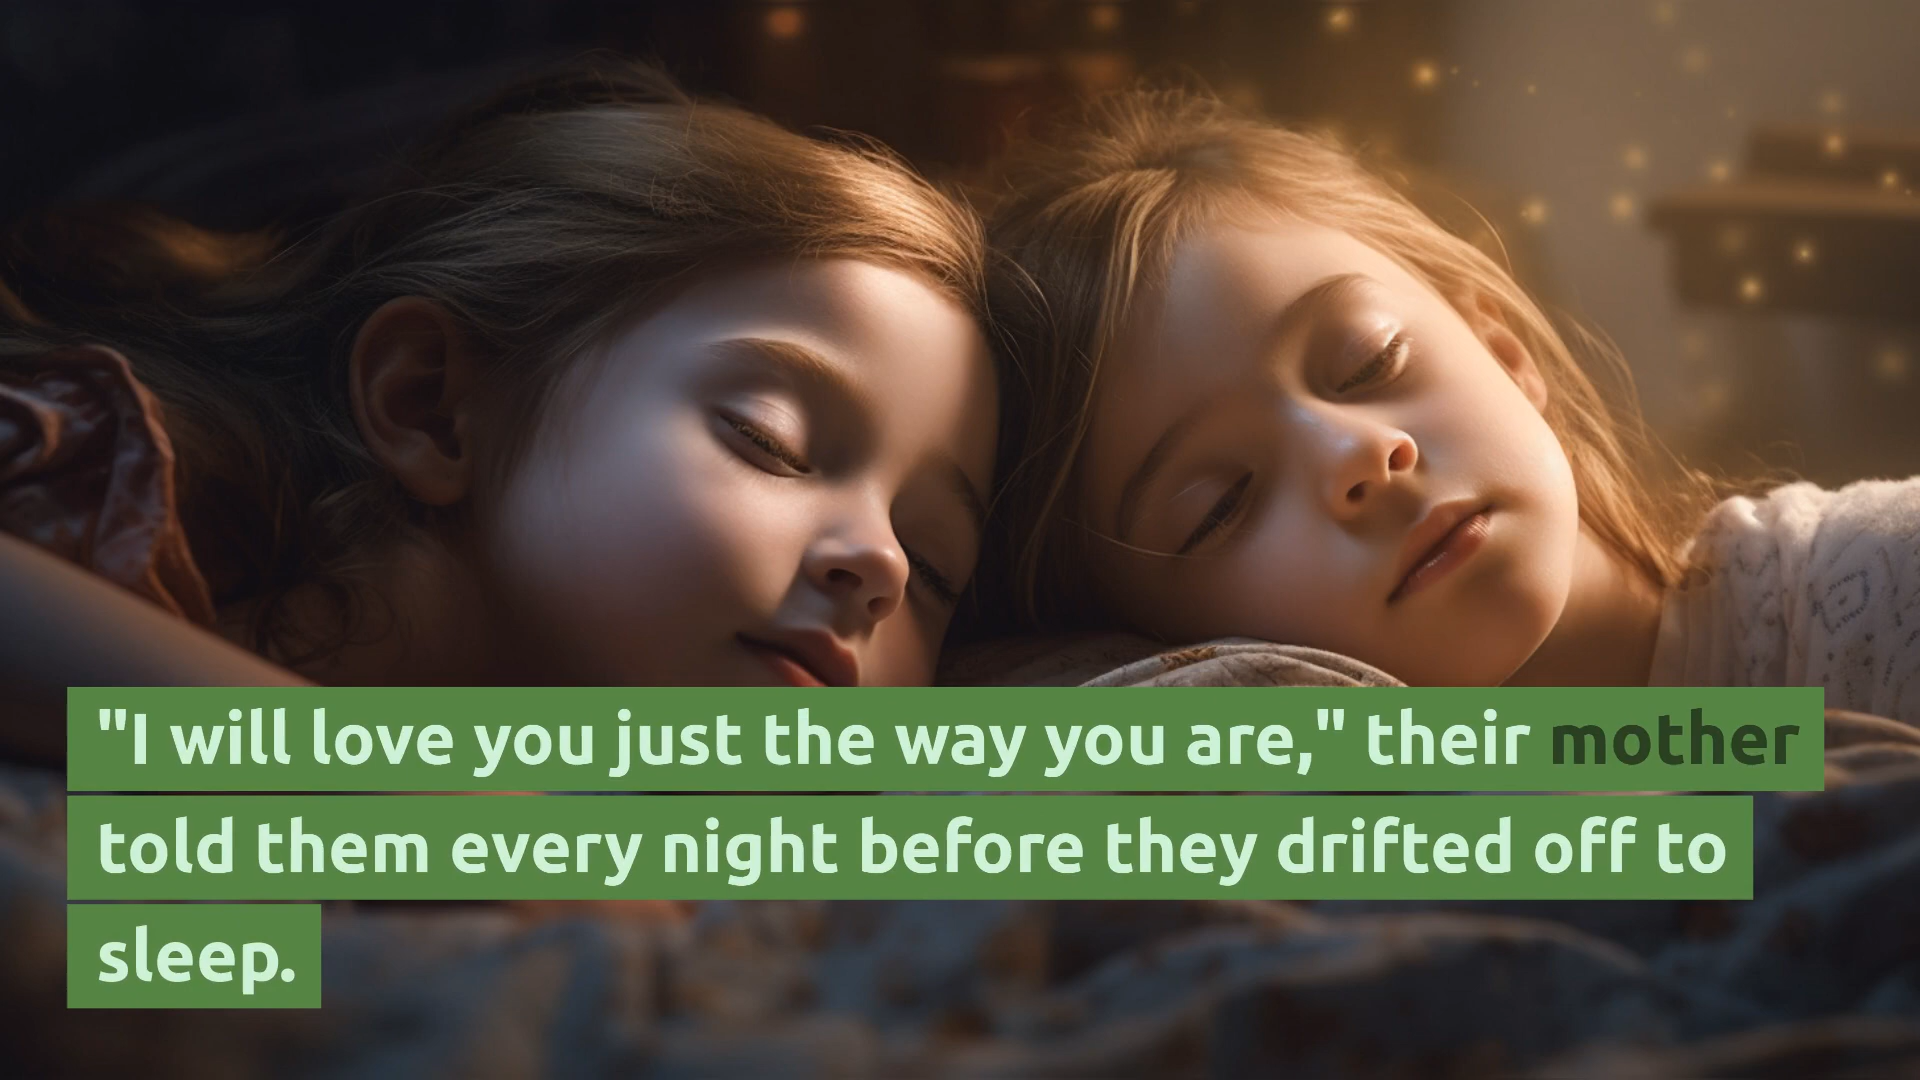 "I will love you just the way you are," their mother
told them every night before they drifted off to
sleep.